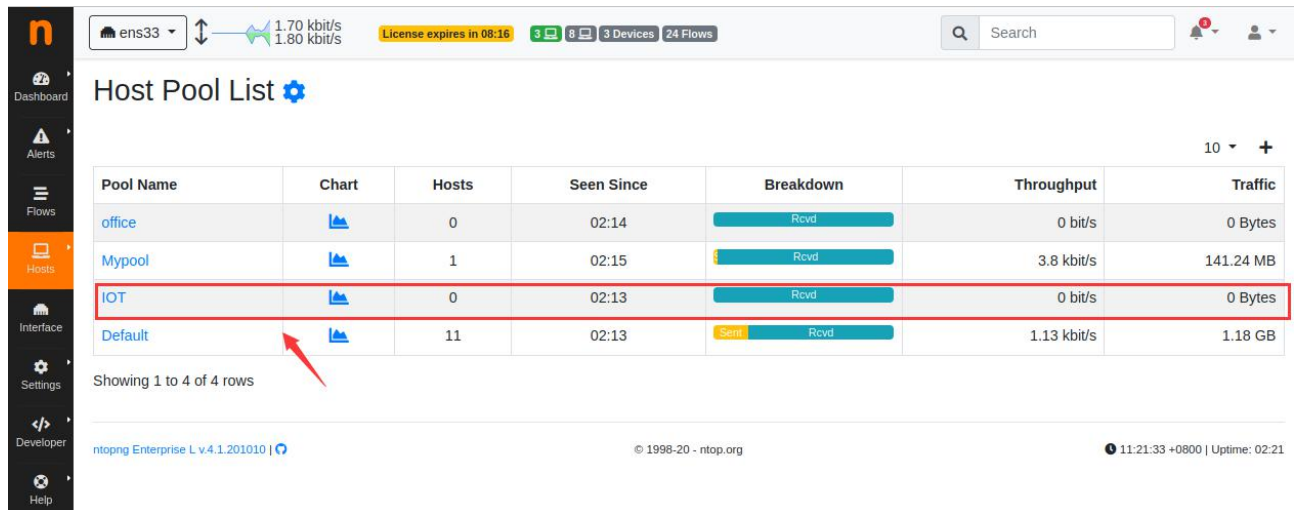 n
ens33
1.70 kbit/s
1.80 kbit/s
License expires in 08:16
3
8
3 Devices
24 Flows
Search
3
Dashboard
Alerts
Flows
Hosts
Interface
Settings
Developer
Help
Host Pool List
10
+
Pool Name Chart Hosts Seen Since Breakdown Throughput Traffic
office 0 02:14 Rcvd 0 bit/s 0 Bytes
Mypool 1 02:15 Rcvd 3.8 kbit/s 141.24 MB
IOT 0 02:13 Rcvd 0 bit/s 0 Bytes
Default 11 02:13 Sent Rcvd 1.13 kbit/s 1.18 GB
Showing 1 to 4 of 4 rows
ntopng Enterprise L v.4.1.201010 | © 1998-20 - ntop.org 11:21:33 +0800 | Uptime: 02:21